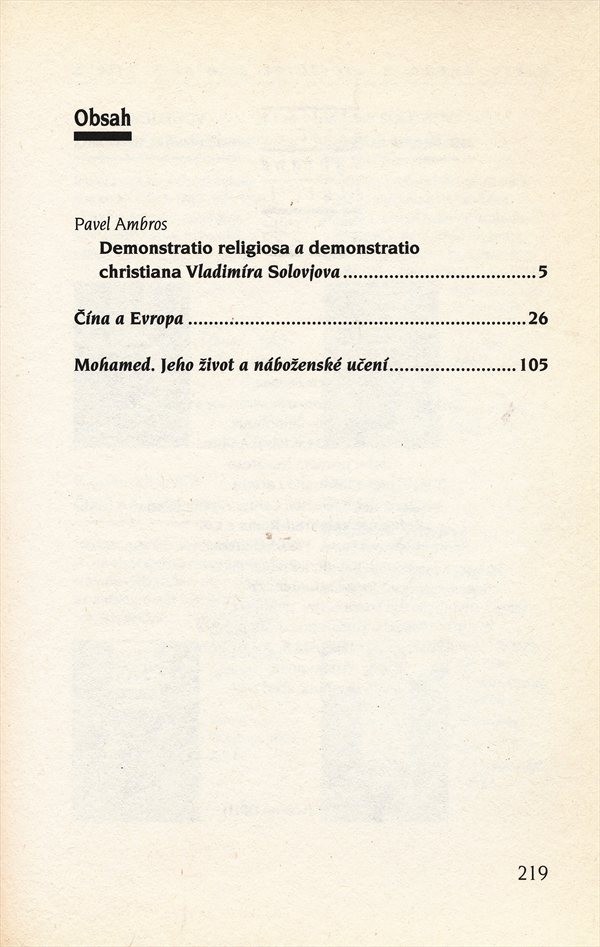 Obsah
Pavel Ambros
Demonstratio religiosa a demonstratio
christiana Vladimíra Solovjova.....................................5
Čína a Evropa .................................................................26
Mohamed. Jeho život a náboženské učení.........................105
219